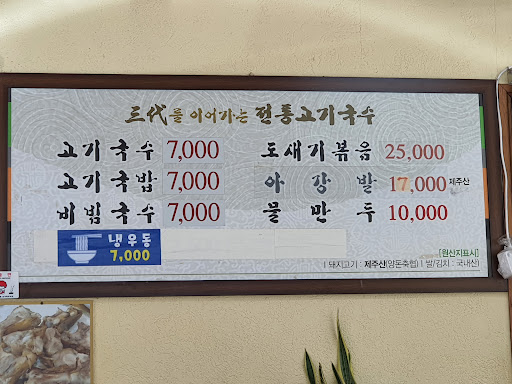 三代를 이어가는 전통고기국수
고기국수 7,000
고기국밥 7,000
비빔국수 7,000
냉우동
7,000
도새기볶음 25,000
아강발 17,000 제주산
물만두 10,000
[원산지표시]
| 돼지고기 : 제주산(양돈축협) | 쌀/김치 : 국내산)